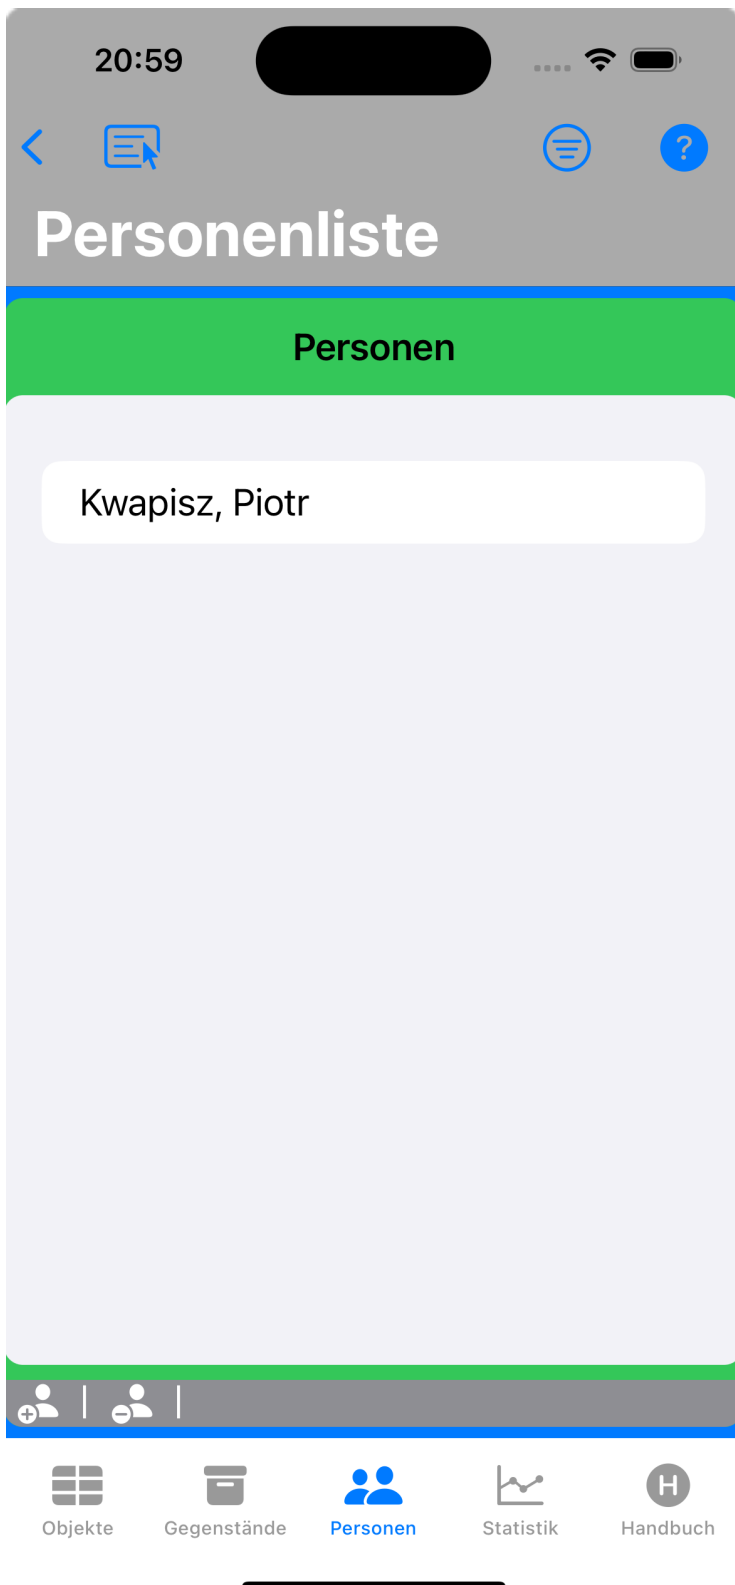 20:59
?
Personenliste
Personen
Kwapisz, Piotr
H
Objekte Gegenstände Personen Statistik Handbuch